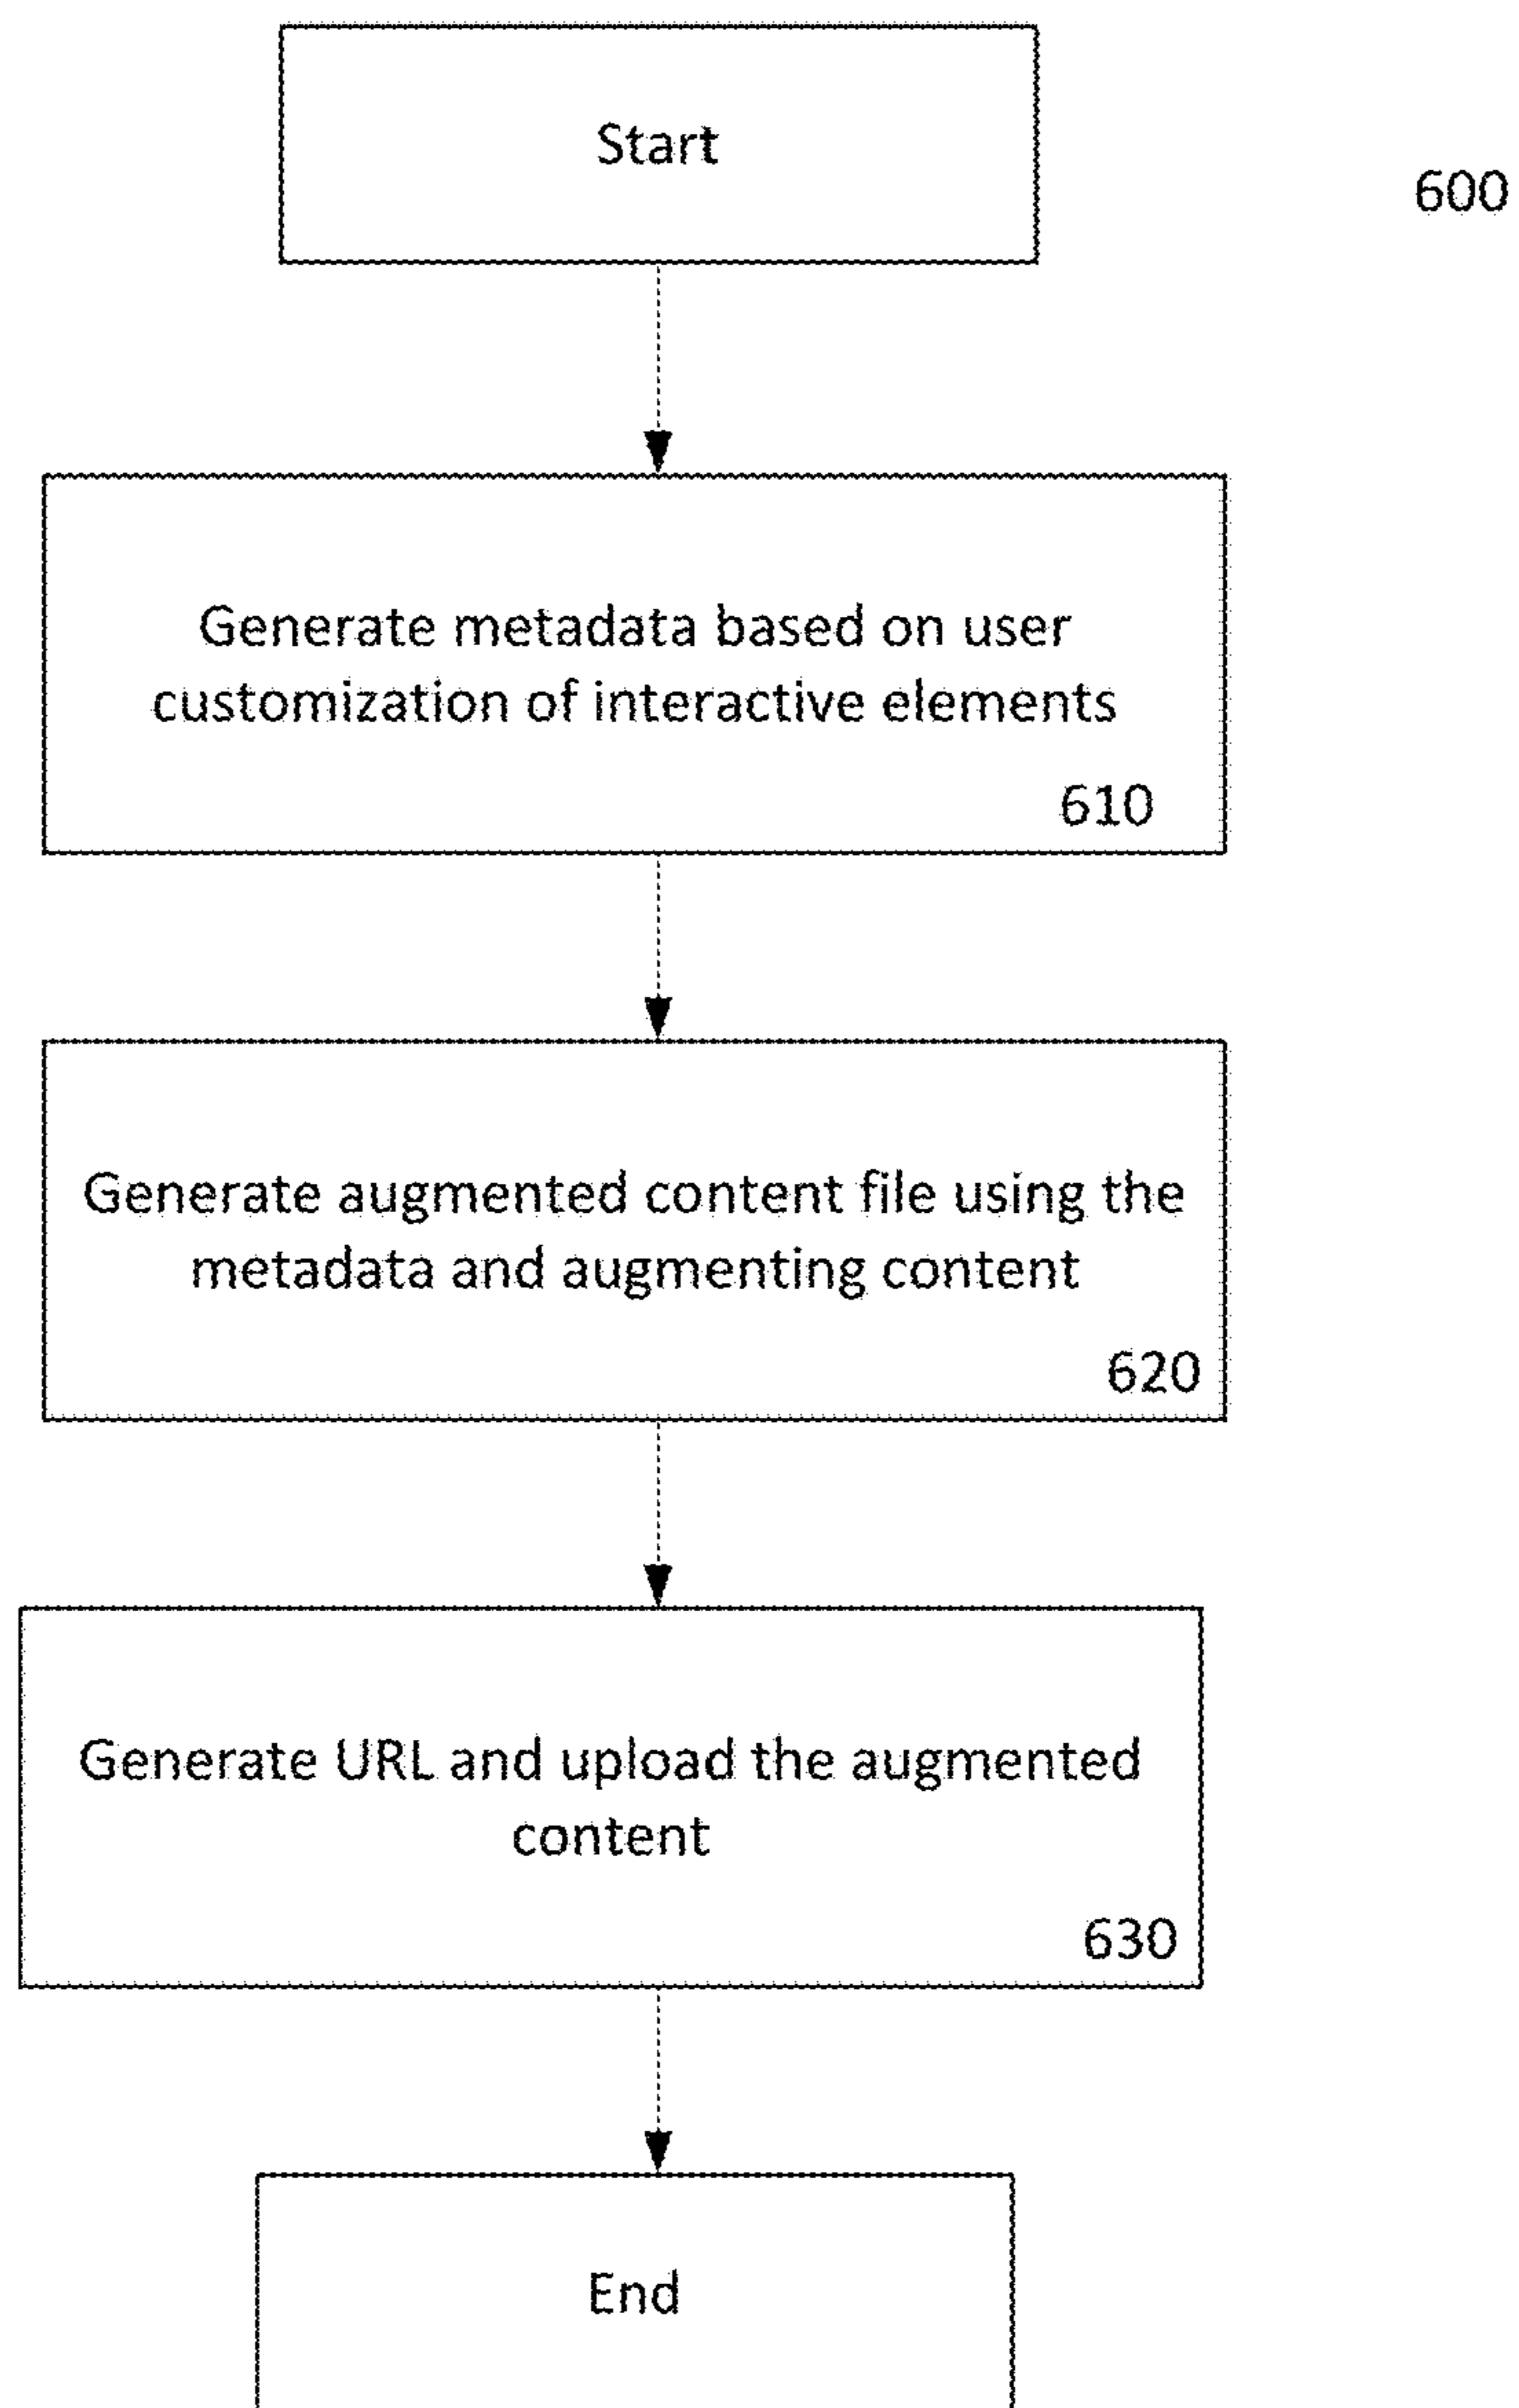 Start
600
Generate metadata based on user
customization of interactive elements
610
Generate augmented content file using the
metadata and augmenting content
620
Generate URL and upload the augmented
content
630
End